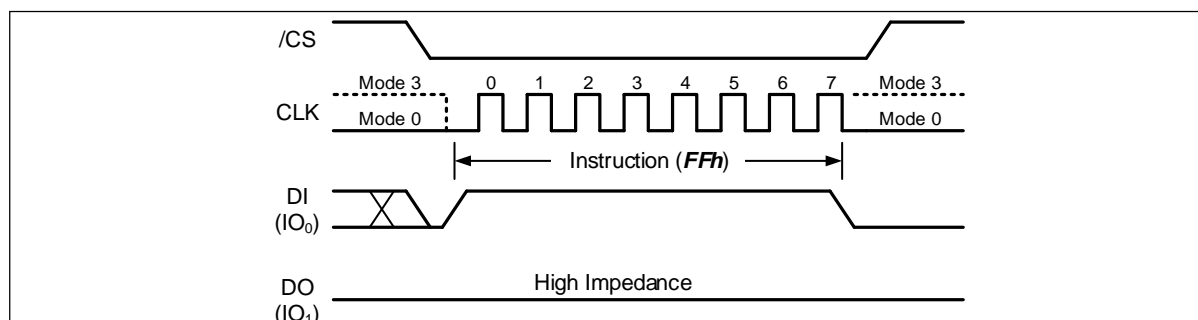 /CS
Mode 3 0 1 2 3 4 5 6 7 Mode 3
CLK
Mode 0 Mode 0
Instruction (FFh)
DI
(IO₀)
High Impedance
DO
(IO₁)